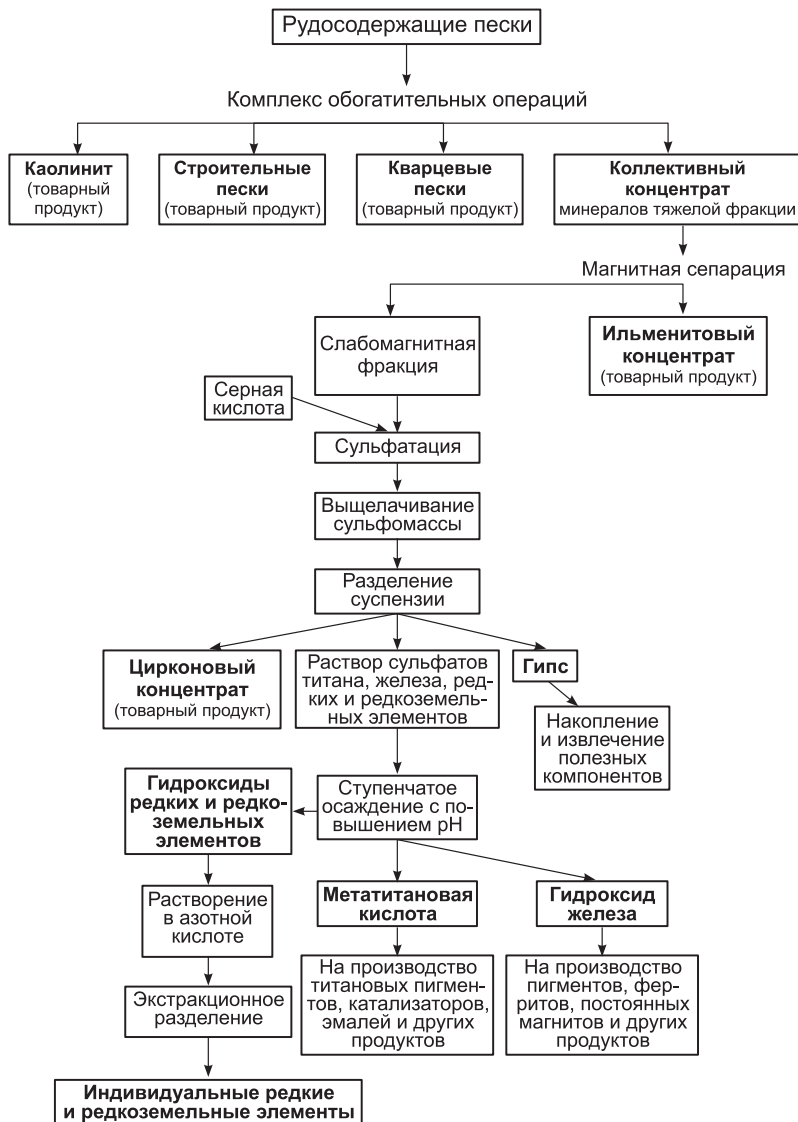 Рудосодержащие пески
Комплекс обогатительных операций
Каолинит
(товарный
продукт)
Строительные
пески
(товарный продукт)
Кварцевые
пески
(товарный продукт)
Коллективный
концентрат
минералов тяжелой фракции
Магнитная сепарация
Слабомагнитная
фракция
Ильменитовый
концентрат
(товарный продукт)
Серная
кислота
Сульфатация
Выщелачивание
сульфомассы
Разделение
суспензии
Цирконовый
концентрат
(товарный продукт)
Раствор сульфатов
титана, железа, ред-
ких и редкоземель-
ных элементов
Гипс
Накопление
и извлечение
полезных
компонентов
Гидроксиды
редких и редко-
земельных
элементов
Ступенчатое
осаждение с по-
вышением pH
Растворение
в азотной
кислоте
Метатитановая
кислота
Гидроксид
железа
Экстракционное
разделение
На производство
титановых пигмен-
тов, катализаторов,
эмалей и других
продуктов
На производство
пигментов, фер-
ритов, постоянных
магнитов и других
продуктов
Индивидуальные редкие
и редкоземельные элементы